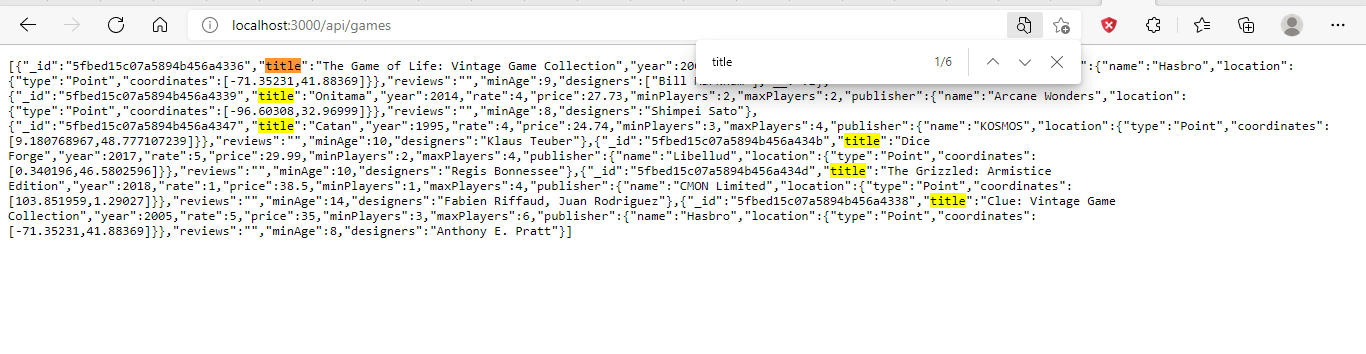 localhost:3000/api/games
title
1/6
[{"_id":"5fbed15c07a5894b456a4336","title":"The Game of Life: Vintage Game Collection","year":200 :{"name":"Hasbro","location":
{"type":"Point","coordinates":[-71.35231,41.88369]}},"reviews":"","minAge":9,"designers":["Bill
{"_id":"5fbed15c07a5894b456a4339","title":"Onitama","year":2014,"rate":4,"price":27.73,"minPlayers":2,"maxPlayers":2,"publisher":{"name":"Arcane Wonders","location":
{"type":"Point","coordinates":[-96.60308,32.96999]}},"reviews":"","minAge":8,"designers":"Shimpei Sato"},
{"_id":"5fbed15c07a5894b456a4347","title":"Catan","year":1995,"rate":4,"price":24.74,"minPlayers":3,"maxPlayers":4,"publisher":{"name":"KOSMOS","location":{"type":"Point","coordinates":
[9.180768967,48.777107239]}},"reviews":"","minAge":10,"designers":"Klaus Teuber"},{"_id":"5fbed15c07a5894b456a434b","title":"Dice
Forge","year":2017,"rate":5,"price":29.99,"minPlayers":2,"maxPlayers":4,"publisher":{"name":"Libellud","location":{"type":"Point","coordinates":
[0.340196,46.5802596]}},"reviews":"","minAge":10,"designers":"Regis Bonnessee"},{"_id":"5fbed15c07a5894b456a434d","title":"The Grizzled: Armistice
Edition","year":2018,"rate":1,"price":38.5,"minPlayers":1,"maxPlayers":4,"publisher":{"name":"CMON Limited","location":{"type":"Point","coordinates":
[103.851959,1.29027]}},"reviews":"","minAge":14,"designers":"Fabien Riffaud, Juan Rodriguez"},{"_id":"5fbed15c07a5894b456a4338","title":"Clue: Vintage Game
Collection","year":2005,"rate":5,"price":35,"minPlayers":3,"maxPlayers":6,"publisher":{"name":"Hasbro","location":{"type":"Point","coordinates":
[-71.35231,41.88369]}},"reviews":"","minAge":8,"designers":"Anthony E. Pratt"}]